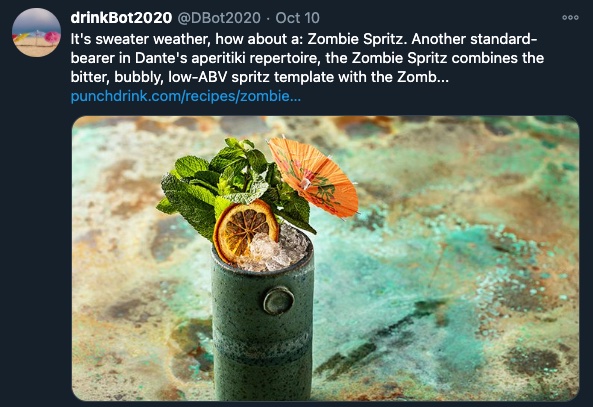 drinkBot2020 @DBot2020 · Oct 10
It's sweater weather, how about a: Zombie Spritz. Another standard-
bearer in Dante's aperitiki repertoire, the Zombie Spritz combines the
bitter, bubbly, low-ABV spritz template with the Zomb...
punchdrink.com/recipes/zombie...